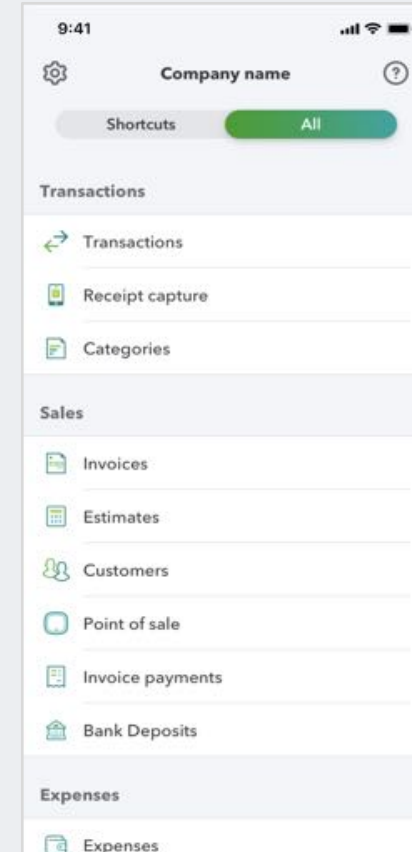 9:41
Company name
Shortcuts All
Transactions
Transactions
Receipt capture
Categories
Sales
Invoices
Estimates
Customers
Point of sale
Invoice payments
Bank Deposits
Expenses
Expenses